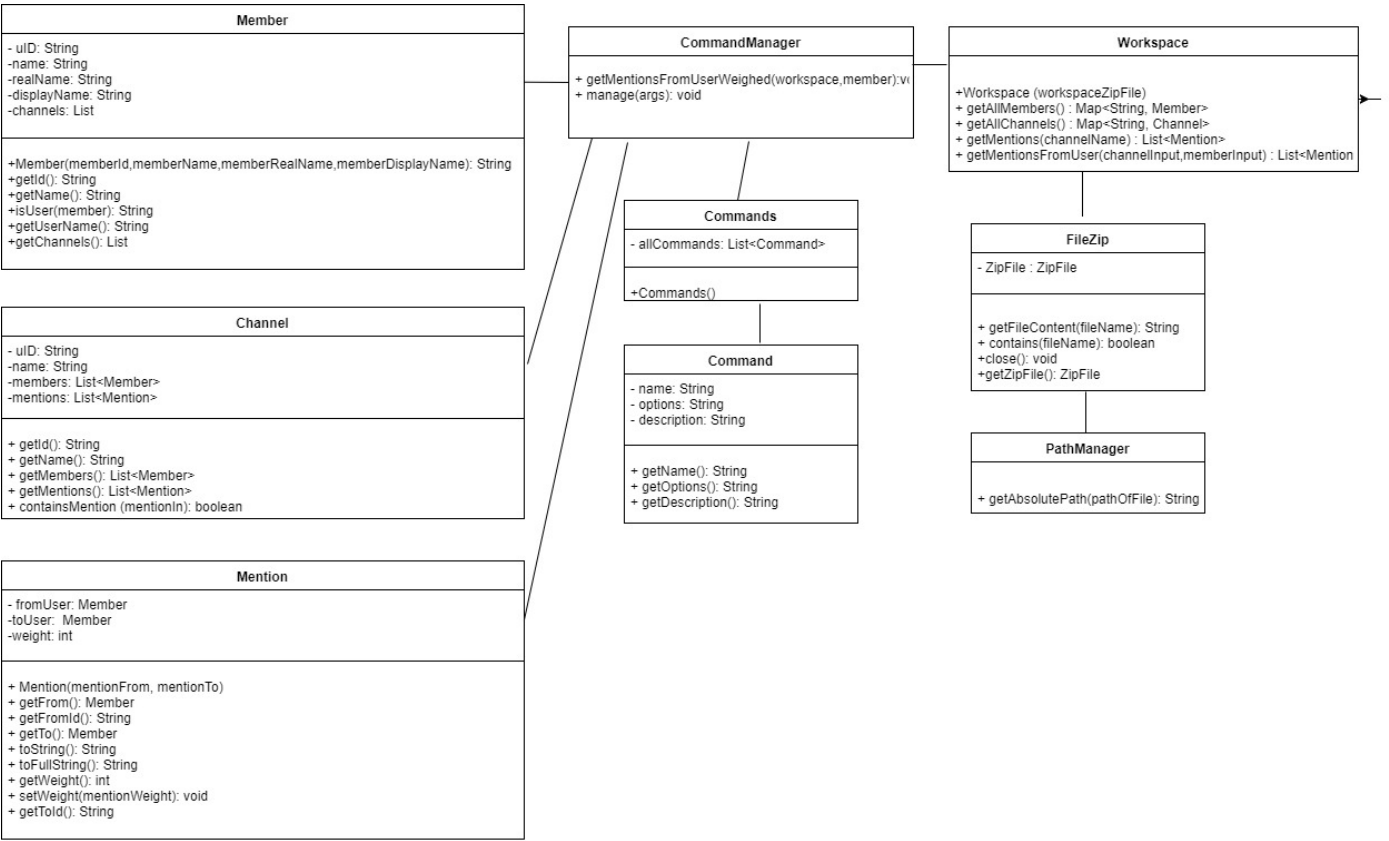 Member
- uID: String
-name: String
-realName: String
-displayName: String
-channels: List
+Member(memberId,memberName,memberRealName,memberDisplayName): String
+getId(): String
+getName(): String
+isUser(member): String
+getUserName(): String
+getChannels(): List
Channel
- uID: String
-name: String
-members: List<Member>
-mentions: List<Mention>
+ getId(): String
+ getName(): String
+ getMembers(): List<Member>
+ getMentions(): List<Mention>
+ containsMention (mentionIn): boolean
Mention
- fromUser: Member
-toUser:  Member
-weight: int
+ Mention(mentionFrom, mentionTo)
+ getFrom(): Member
+ getFromId(): String
+ getTo(): Member
+ toString(): String
+ toFullString(): String
+ getWeight(): int
+ setWeight(mentionWeight): void
+ getToId(): String
CommandManager
+ getMentionsFromUserWeighed(workspace,member):v
+ manage(args): void
Commands
- allCommands: List<Command>
+Commands()
Command
- name: String
- options: String
- description: String
+ getName(): String
+ getOptions(): String
+ getDescription(): String
Workspace
+Workspace (workspaceZipFile)
+ getAllMembers() : Map<String, Member>
+ getAllChannels() : Map<String, Channel>
+ getMentions(channelName) : List<Mention>
+ getMentionsFromUser(channelInput,memberInput) : List<Mention
FileZip
- ZipFile : ZipFile
+ getFileContent(fileName): String
+ contains(fileName): boolean
+close(): void
+getZipFile(): ZipFile
PathManager
+ getAbsolutePath(pathOfFile): String